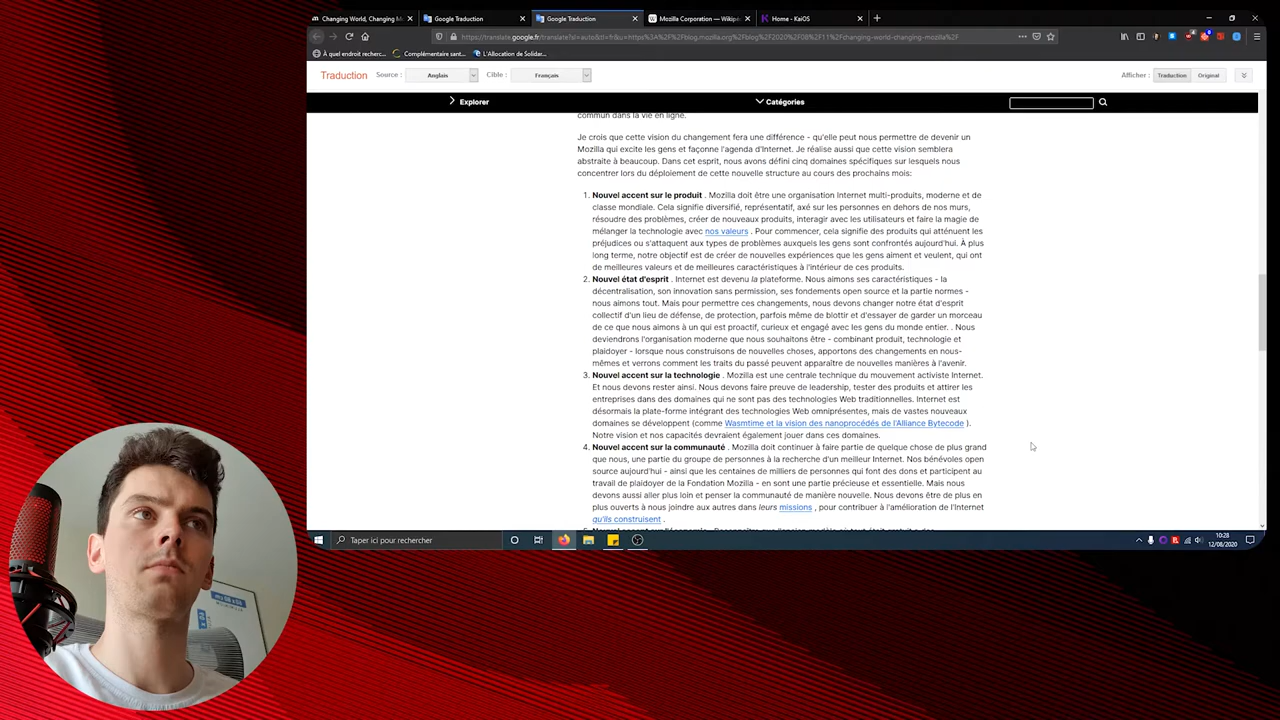 Changing World, Changing M
Google Traduction
Google Traduction
Mozilla Corporation — Wikipé
Home - KaiOS
https://translate.google.fr/translate?sl=auto&tl=fr&u=https%3A%2F%2Fblog.mozilla.org%2Fblog%2F2020%2F08%2F11%2Fchanging-world-changing-mozilla%2F
À quel endroit recherc...
Complémentaire sant...
L'Allocation de Solidar...
Traduction
Source :
Anglais
Cible :
Français
Afficher :
Traduction
Original
Explorer
Catégories
commun dans la vie en ligne.
Je crois que cette vision du changement fera une différence - qu'elle peut nous permettre de devenir un
Mozilla qui excite les gens et façonne l'agenda d'Internet. Je réalise aussi que cette vision semblera
abstraite à beaucoup. Dans cet esprit, nous avons défini cinq domaines spécifiques sur lesquels nous
concentrer lors du déploiement de cette nouvelle structure au cours des prochains mois:
1. Nouvel accent sur le produit . Mozilla doit être une organisation Internet multi-produits, moderne et de
classe mondiale. Cela signifie diversifié, représentatif, axé sur les personnes en dehors de nos murs,
résoudre des problèmes, créer de nouveaux produits, interagir avec les utilisateurs et faire la magie de
mélanger la technologie avec nos valeurs . Pour commencer, cela signifie des produits qui atténuent les
préjudices ou s'attaquent aux types de problèmes auxquels les gens sont confrontés aujourd'hui. À plus
long terme, notre objectif est de créer de nouvelles expériences que les gens aiment et veulent, qui ont
de meilleures valeurs et de meilleures caractéristiques à l'intérieur de ces produits.
2. Nouvel état d'esprit . Internet est devenu la plateforme. Nous aimons ses caractéristiques - la
décentralisation, son innovation sans permission, ses fondements open source et la partie normes -
nous aimons tout. Mais pour permettre ces changements, nous devons changer notre état d'esprit
collectif d'un lieu de défense, de protection, parfois même de blottir et d'essayer de garder un morceau
de ce que nous aimons à un qui est proactif, curieux et engagé avec les gens du monde entier. . Nous
deviendrons l'organisation moderne que nous souhaitons être - combinant produit, technologie et
plaidoyer - lorsque nous construisons de nouvelles choses, apportons des changements en nous-
mêmes et verrons comment les traits du passé peuvent apparaître de nouvelles manières à l'avenir.
3. Nouvel accent sur la technologie . Mozilla est une centrale technique du mouvement activiste Internet.
Et nous devons rester ainsi. Nous devons faire preuve de leadership, tester des produits et attirer les
entreprises dans des domaines qui ne sont pas des technologies Web traditionnelles. Internet est
désormais la plate-forme intégrant des technologies Web omniprésentes, mais de vastes nouveaux
domaines se développent (comme Wasmtime et la vision des nanoprocédés de l'Alliance Bytecode ).
Notre vision et nos capacités devraient également jouer dans ces domaines.
4. Nouvel accent sur la communauté . Mozilla doit continuer à faire partie de quelque chose de plus grand
que nous, une partie du groupe de personnes à la recherche d'un meilleur Internet. Nos bénévoles open
source aujourd'hui - ainsi que les centaines de milliers de personnes qui font des dons et participent au
travail de plaidoyer de la Fondation Mozilla - en sont une partie précieuse et essentielle. Mais nous
devons aussi aller plus loin et penser la communauté de manière nouvelle. Nous devons être de plus en
plus ouverts à nous joindre aux autres dans leurs missions , pour contribuer à l'amélioration de l'Internet
qu'ils construisent .
Taper ici pour rechercher
10:28
12/08/2020